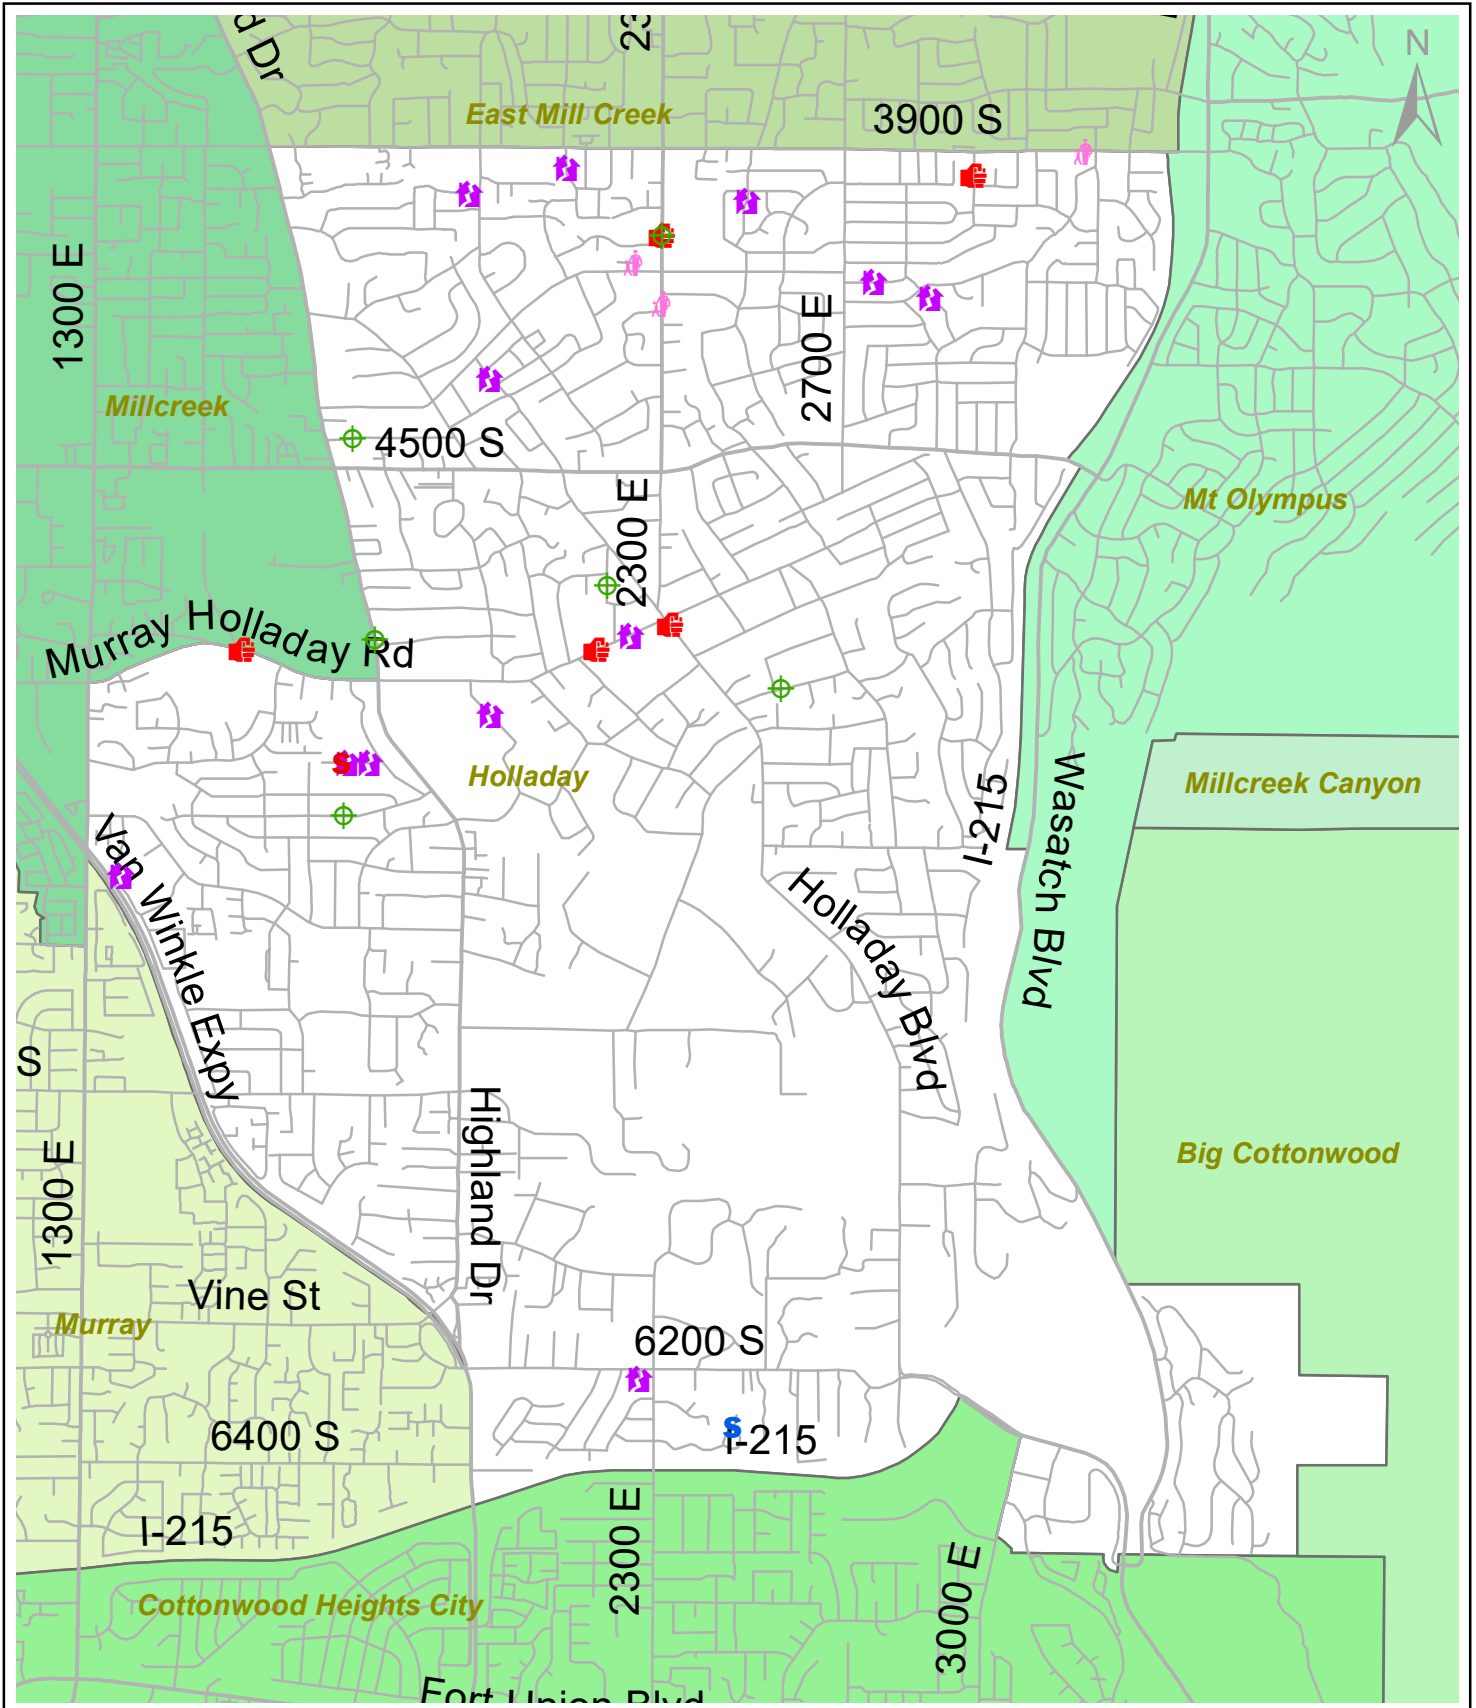 d Dr
23
N
East Mill Creek
3900 S
1300 E
2700 E
Millcreek
4500 S
Mt Olympus
2300 E
Murray Holladay Rd
Holladay
I-215
Wasatch Blvd
Millcreek Canyon
Van Winkle Expy
Holladay Blvd
S
Highland Dr
1300 E
Big Cottonwood
Vine St
Murray
6200 S
6400 S
S
S
I-215
I-215
2300 E
3000 E
Cottonwood Heights City
Fort Union Blvd